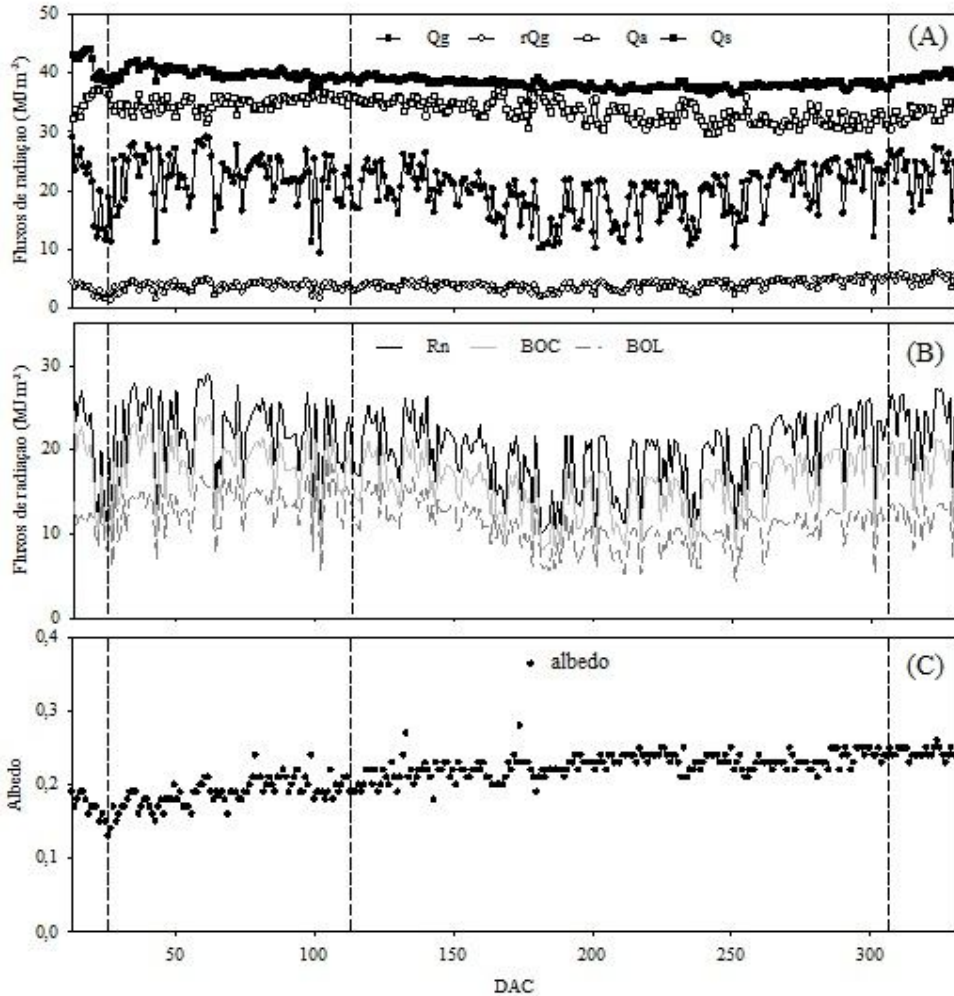 50
40
30
20
10
0
Fluxos de radiação (MJ m⁻²)
Qg rQg Qa Qs
(A)
30
20
10
0
Fluxos de radiação (MJ m⁻²)
Rn BOC BOL
(B)
0,4
0,3
0,2
0,1
0,0
Albedo
albedo
(C)
50 100 150 200 250 300
DAC